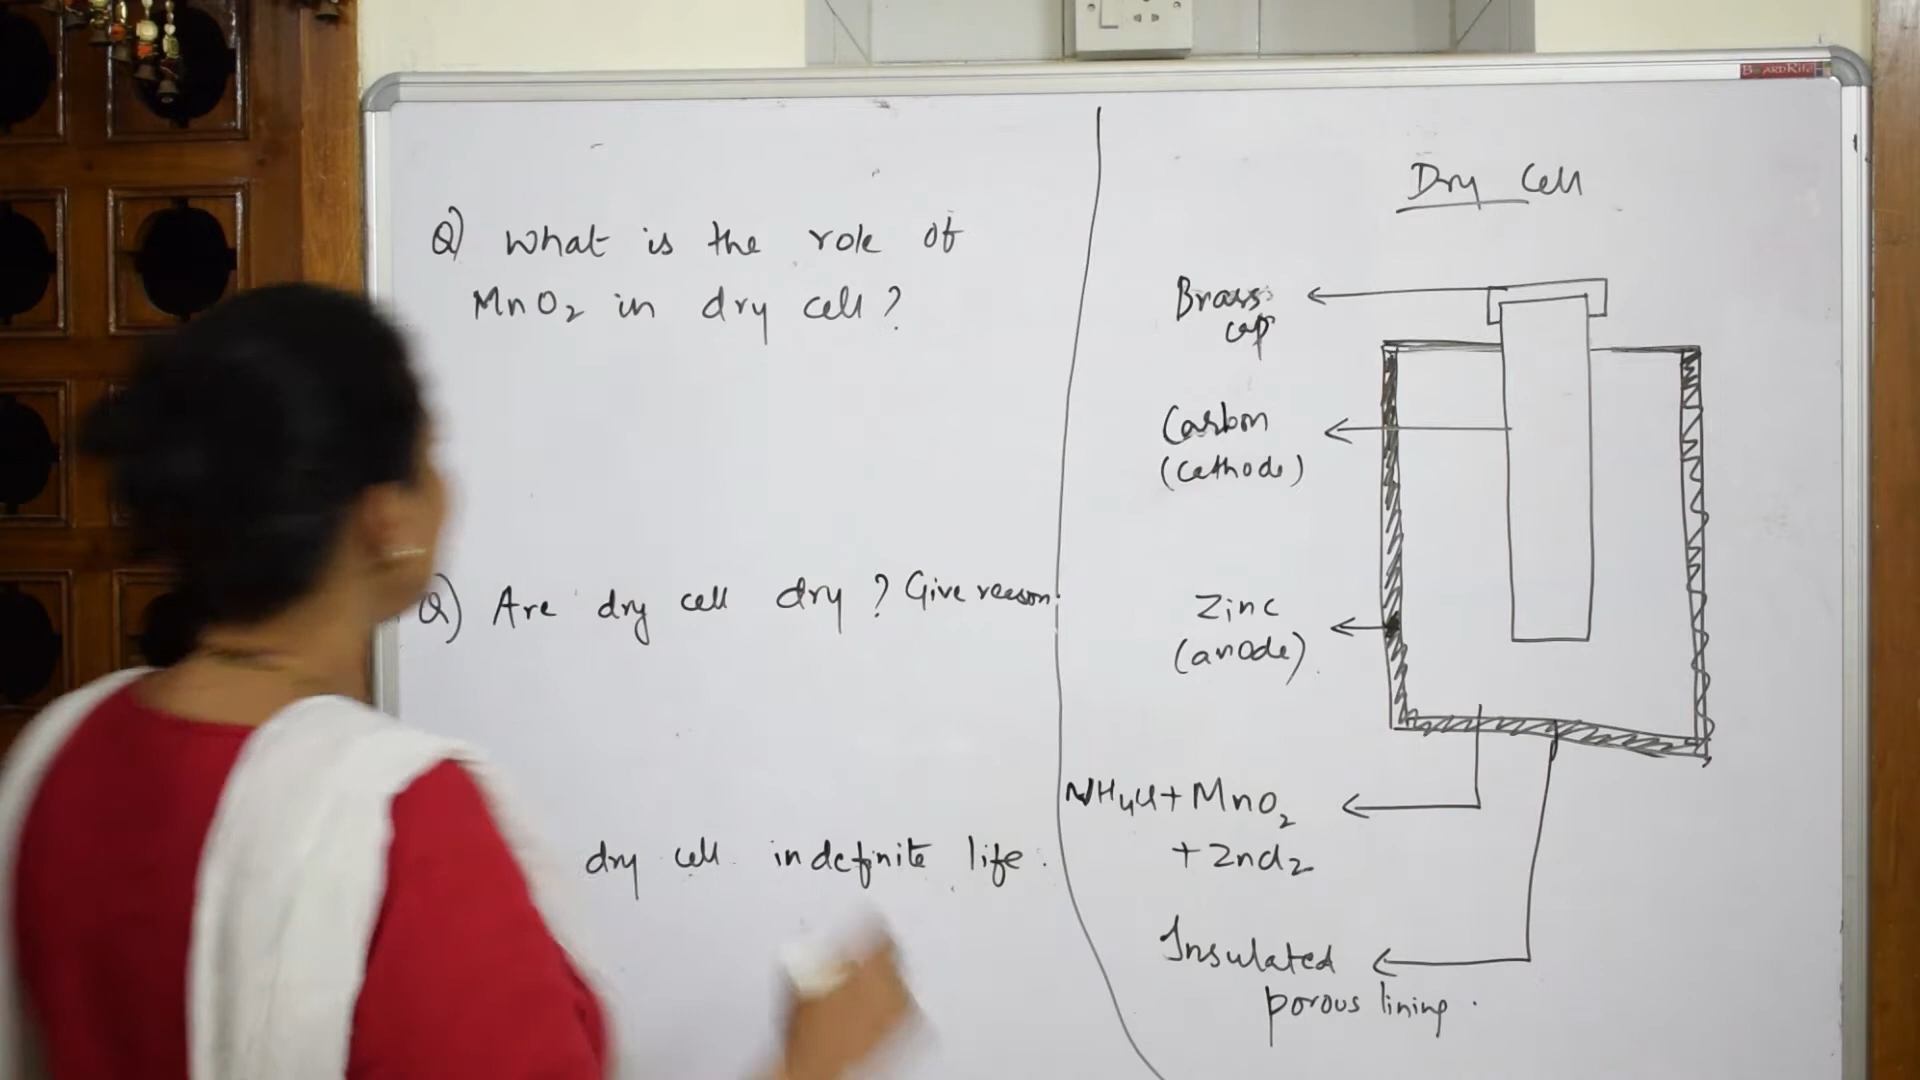 BoardRite
Q) What is the role of
MnO₂ in dry cell?
Q) Are dry cell dry? Give reason.
dry cell indefinite life.
Dry Cell
Brass
cap
Carbon
(cathode)
Zinc
(anode)
NH₄Cl + MnO₂
+ ZnCl₂
Insulated
porous lining.